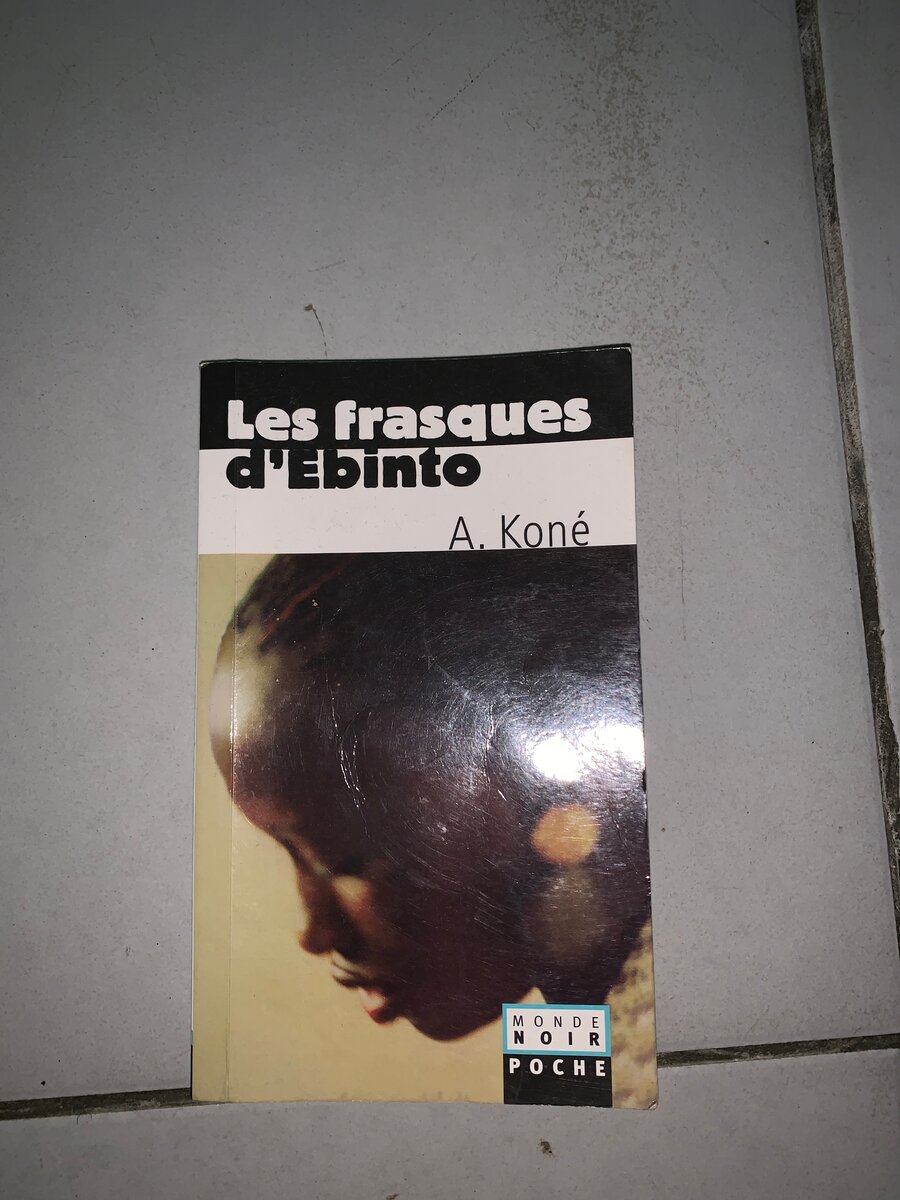 Les frasques
d'Ebinto
A. Koné
MONDE
NOIR
POCHE